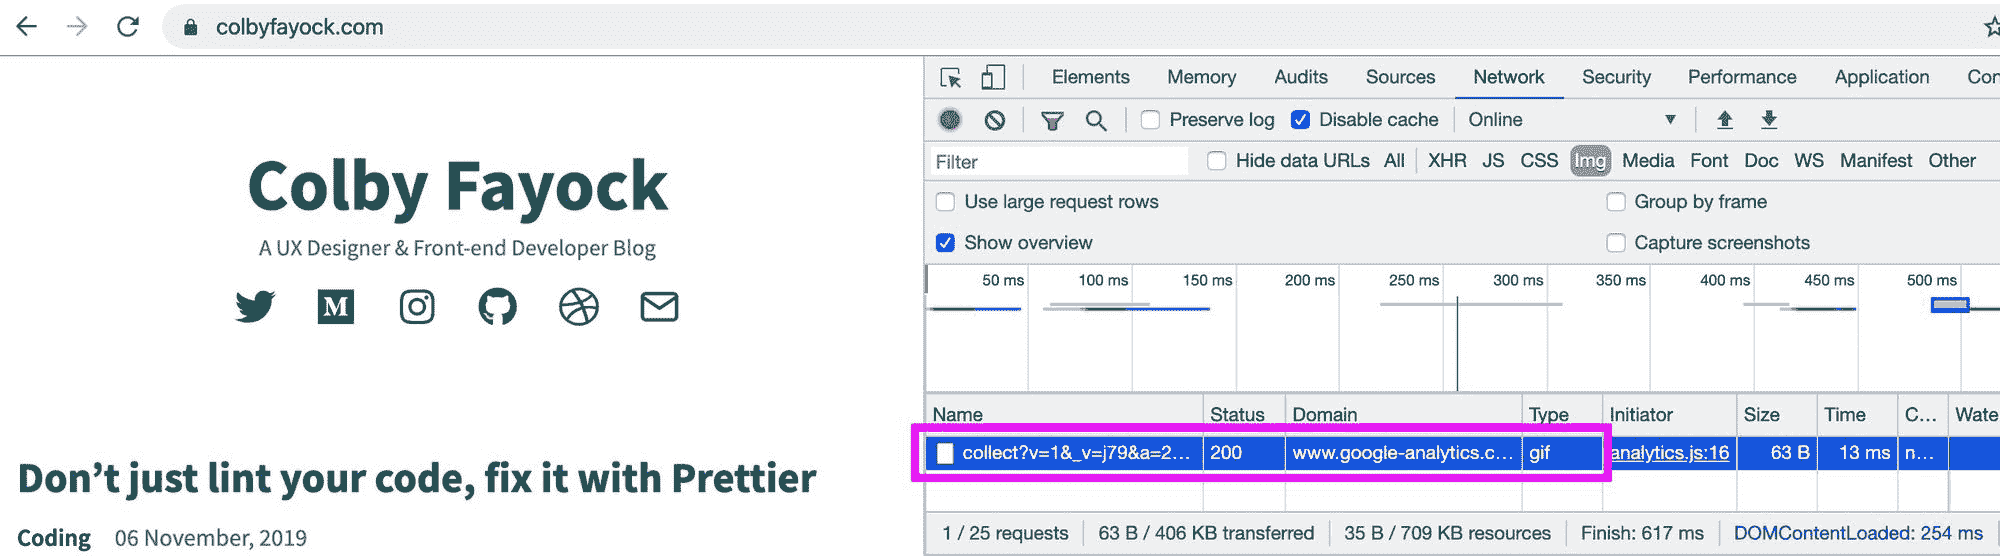 colbyfayock.com
Elements Memory Audits Sources Network Security Performance Application Con
Preserve log Disable cache Online
Filter Hide data URLs All XHR JS CSS Img Media Font Doc WS Manifest Other
Use large request rows Group by frame
Show overview Capture screenshots
50 ms 100 ms 150 ms 200 ms 250 ms 300 ms 350 ms 400 ms 450 ms 500 ms
Name Status Domain Type Initiator Size Time C... Wate
collect?v=1&_v=j79&a=2... 200 www.google-analytics.c... gif analytics.js:16 63 B 13 ms n...
1 / 25 requests 63 B / 406 KB transferred 35 B / 709 KB resources Finish: 617 ms DOMContentLoaded: 254 ms
Colby Fayock
A UX Designer & Front-end Developer Blog
M
Don’t just lint your code, fix it with Prettier
Coding 06 November, 2019